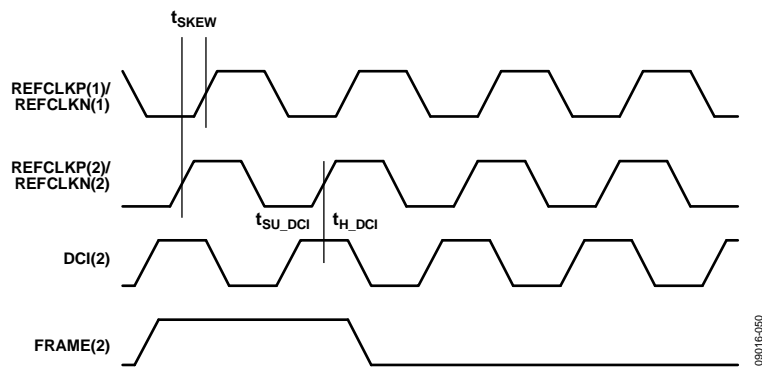 tSKEW
REFCLKP(1)/
REFCLKN(1)
REFCLKP(2)/
REFCLKN(2)
tSU_DCI tH_DCI
DCI(2)
FRAME(2)
09016-050